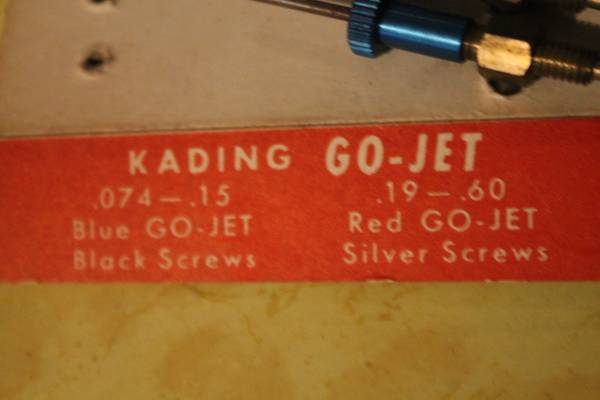 KADING GO-JET
.074—.15 .19—.60
Blue GO-JET Red GO-JET
Black Screws Silver Screws